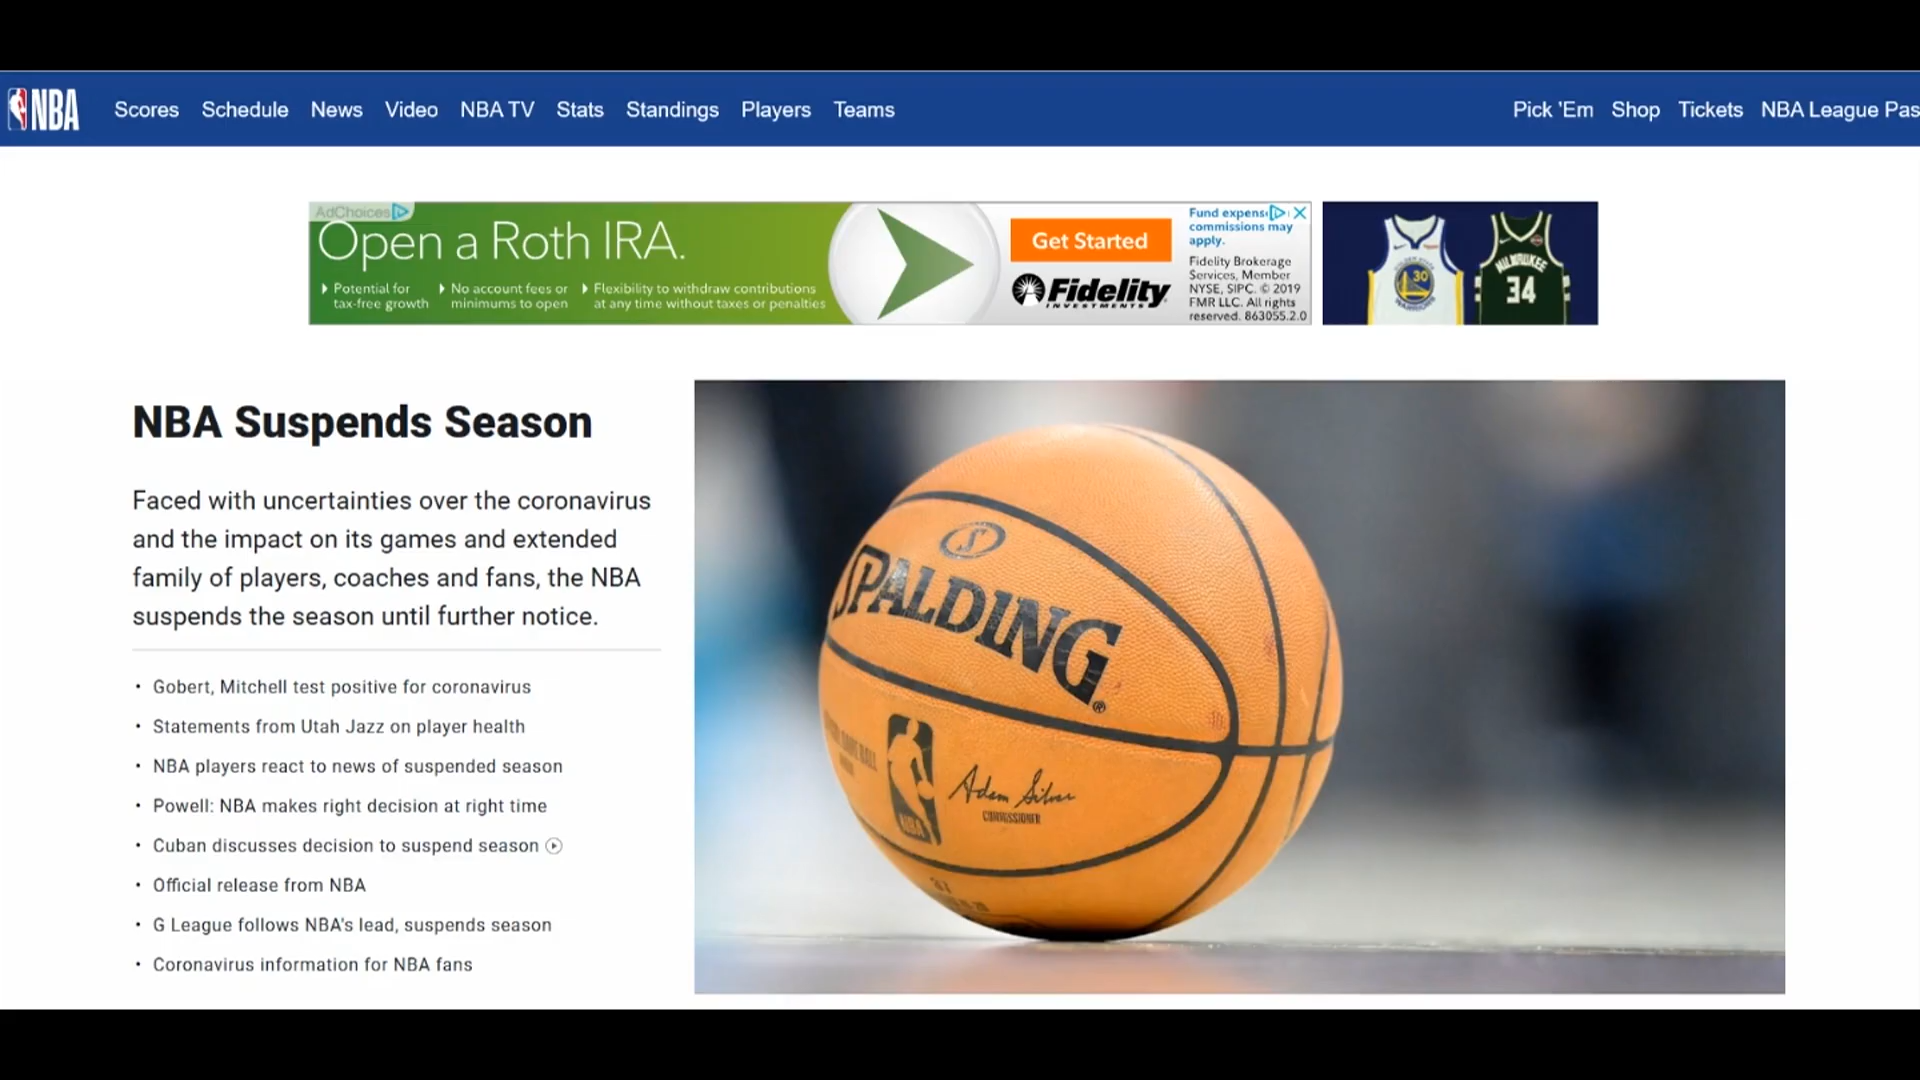 NBA
Scores Schedule News Video NBA TV Stats Standings Players Teams
Pick 'Em Shop Tickets NBA League Pas
AdChoices
Open a Roth IRA.
Potential for
tax-free growth
No account fees or
minimums to open
Flexibility to withdraw contributions
at any time without taxes or penalties
Get Started
Fidelity
INVESTMENTS
Fund expens
commissions may
apply.
Fidelity Brokerage
Services, Member
NYSE, SIPC. © 2019
FMR LLC. All rights
reserved. 863055.2.0
30
WARRIORS
MILWAUKEE
34
NBA Suspends Season
Faced with uncertainties over the coronavirus
and the impact on its games and extended
family of players, coaches and fans, the NBA
suspends the season until further notice.
• Gobert, Mitchell test positive for coronavirus
• Statements from Utah Jazz on player health
• NBA players react to news of suspended season
• Powell: NBA makes right decision at right time
• Cuban discusses decision to suspend season
• Official release from NBA
• G League follows NBA's lead, suspends season
• Coronavirus information for NBA fans
S
SPALDING®
NBA
Adam Silver
COMMISSIONER